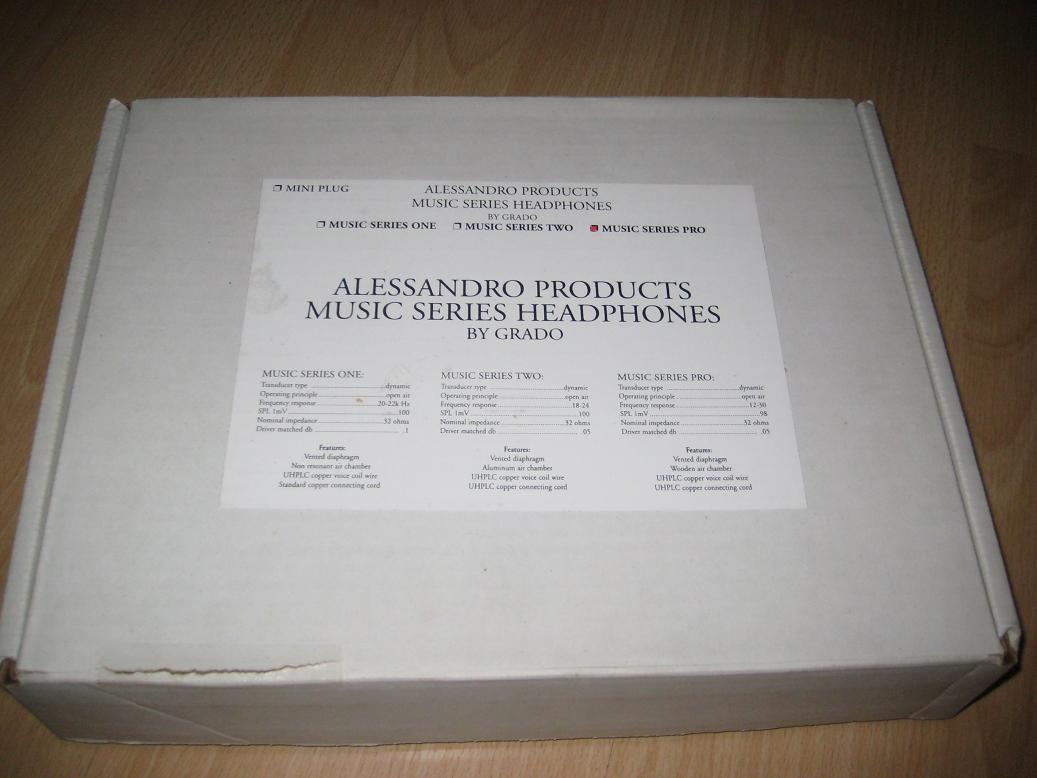 MINI PLUG
ALESSANDRO PRODUCTS
MUSIC SERIES HEADPHONES
BY GRADO
MUSIC SERIES ONE MUSIC SERIES TWO MUSIC SERIES PRO
ALESSANDRO PRODUCTS
MUSIC SERIES HEADPHONES
BY GRADO
MUSIC SERIES ONE:
Transducer type ........ dynamic
Operating principle ........ open air
Frequency response ........ 20-22k Hz
SPL 1mV ........ 100
Nominal impedance ........ 32 ohms
Driver matched db ........ .1
Features:
Vented diaphragm
Non resonant air chamber
UHPLC copper voice coil wire
Standard copper connecting cord
MUSIC SERIES TWO:
Transducer type ........ dynamic
Operating principle ........ open air
Frequency response ........ 18-24
SPL 1mV ........ 100
Nominal impedance ........ 32 ohms
Driver matched db ........ .05
Features:
Vented diaphragm
Aluminum air chamber
UHPLC copper voice coil wire
UHPLC copper connecting cord
MUSIC SERIES PRO:
Transducer type ........ dynamic
Operating principle ........ open air
Frequency response ........ 12-30
SPL 1mV ........ 98
Nominal impedance ........ 32 ohms
Driver matched db ........ .05
Features:
Vented diaphragm
Wooden air chamber
UHPLC copper voice coil wire
UHPLC copper connecting cord